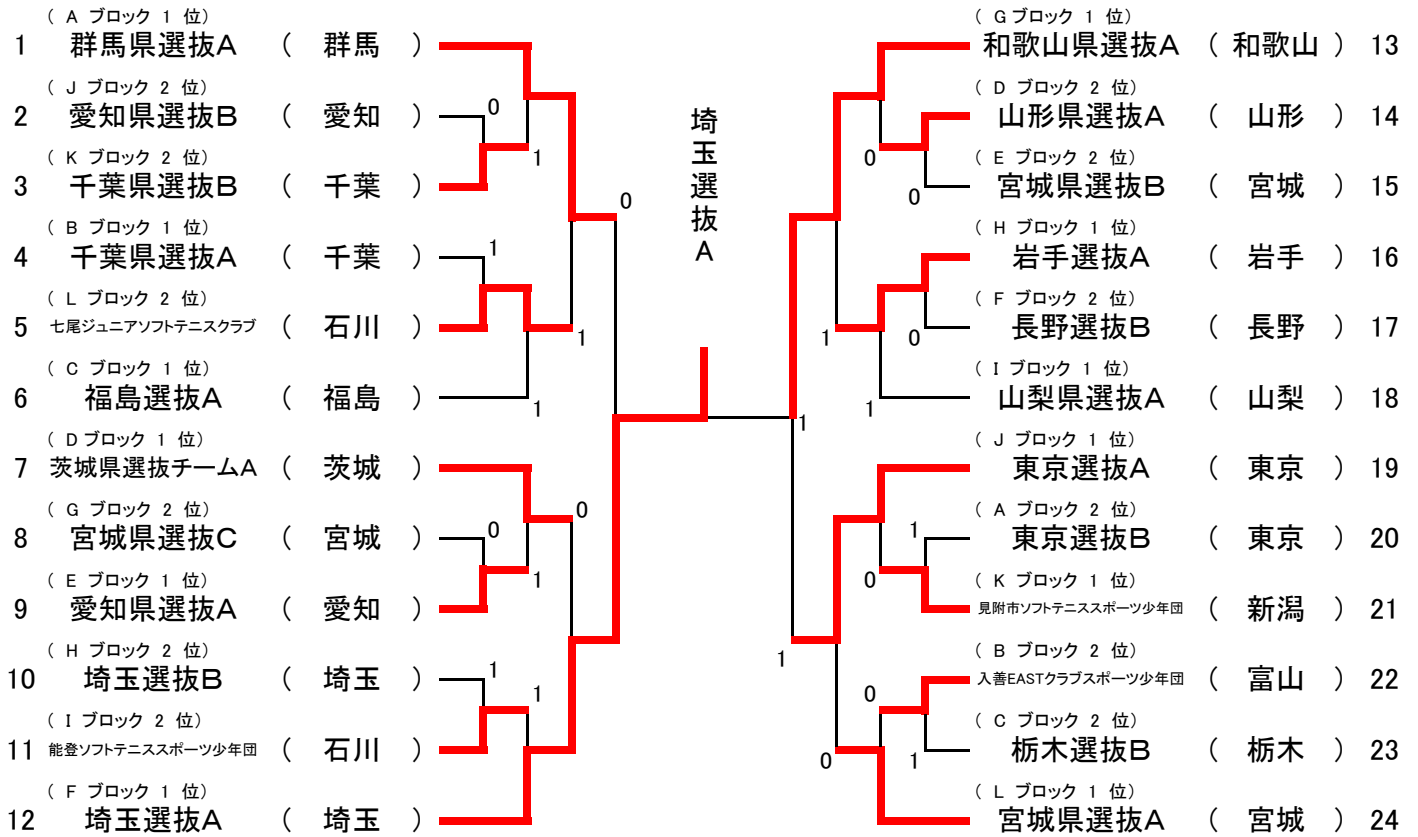 ( A ブロック 1 位)
1 群馬県選抜A ( 群馬 )
( J ブロック 2 位)
2 愛知県選抜B ( 愛知 ) 0
( K ブロック 2 位)
3 千葉県選抜B ( 千葉 ) 1
0
( B ブロック 1 位)
4 千葉県選抜A ( 千葉 ) 1
( L ブロック 2 位)
5 七尾ジュニアソフトテニスクラブ ( 石川 ) 1
( C ブロック 1 位)
6 福島選抜A ( 福島 ) 1
( D ブロック 1 位)
7 茨城県選抜チームA ( 茨城 )
( G ブロック 2 位)
8 宮城県選抜C ( 宮城 ) 0 0
( E ブロック 1 位)
9 愛知県選抜A ( 愛知 ) 1
( H ブロック 2 位)
10 埼玉選抜B ( 埼玉 ) 1 1
( I ブロック 2 位)
11 能登ソフトテニススポーツ少年団 ( 石川 )
( F ブロック 1 位)
12 埼玉選抜A ( 埼玉 )
埼玉選抜A
( G ブロック 1 位)
和歌山県選抜A ( 和歌山 ) 13
( D ブロック 2 位)
山形県選抜A ( 山形 ) 14
0
( E ブロック 2 位)
0 宮城県選抜B ( 宮城 ) 15
( H ブロック 1 位)
岩手選抜A ( 岩手 ) 16
( F ブロック 2 位)
1 0 長野選抜B ( 長野 ) 17
( I ブロック 1 位)
1 山梨県選抜A ( 山梨 ) 18
1
( J ブロック 1 位)
東京選抜A ( 東京 ) 19
( A ブロック 2 位)
1 東京選抜B ( 東京 ) 20
0
( K ブロック 1 位)
見附市ソフトテニススポーツ少年団 ( 新潟 ) 21
1
( B ブロック 2 位)
0 入善EASTクラブスポーツ少年団 ( 富山 ) 22
( C ブロック 2 位)
0 1 栃木選抜B ( 栃木 ) 23
( L ブロック 1 位)
宮城県選抜A ( 宮城 ) 24